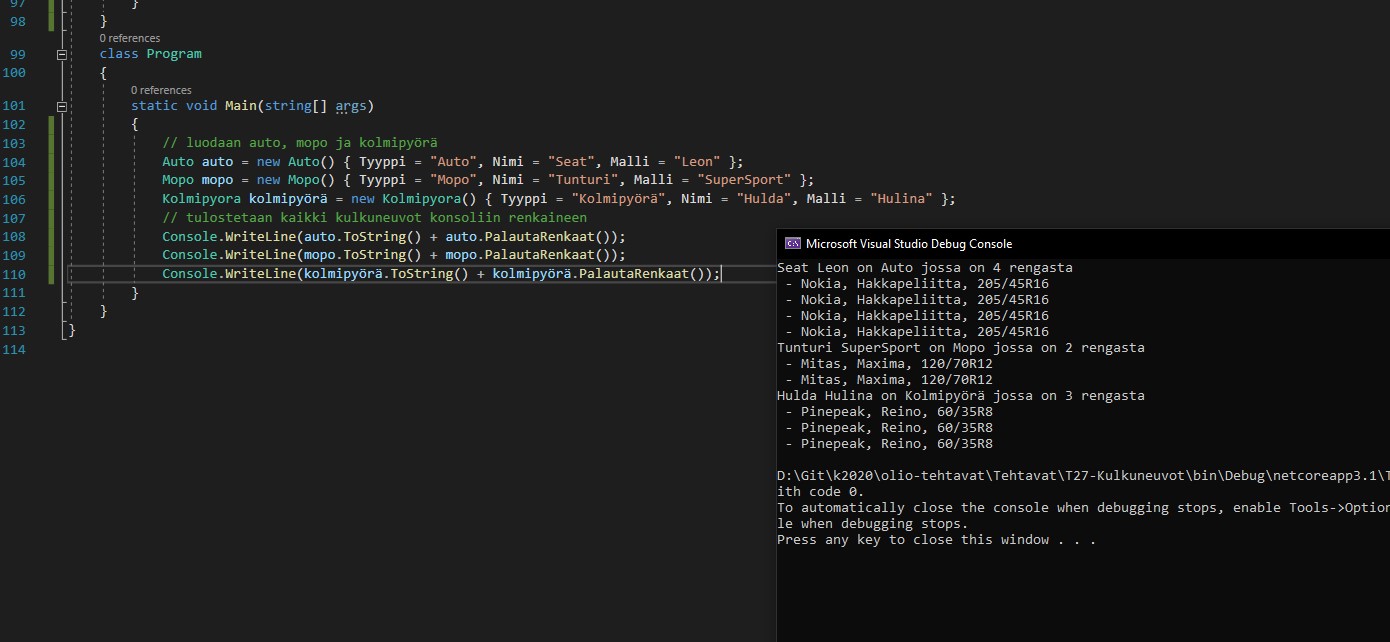 97 }
98 }
0 references
99 class Program
100 {
0 references
101 static void Main(string[] args)
102 {
103 // luodaan auto, mopo ja kolmipyörä
104 Auto auto = new Auto() { Tyyppi = "Auto", Nimi = "Seat", Malli = "Leon" };
105 Mopo mopo = new Mopo() { Tyyppi = "Mopo", Nimi = "Tunturi", Malli = "SuperSport" };
106 Kolmipyora kolmipyörä = new Kolmipyora() { Tyyppi = "Kolmipyörä", Nimi = "Hulda", Malli = "Hulina" };
107 // tulostetaan kaikki kulkuneuvot konsoliin renkaineen
108 Console.WriteLine(auto.ToString() + auto.PalautaRenkaat());
109 Console.WriteLine(mopo.ToString() + mopo.PalautaRenkaat());
110 Console.WriteLine(kolmipyörä.ToString() + kolmipyörä.PalautaRenkaat());
111 }
112 }
113 }
114
C:\ Microsoft Visual Studio Debug Console
Seat Leon on Auto jossa on 4 rengasta
- Nokia, Hakkapeliitta, 205/45R16
- Nokia, Hakkapeliitta, 205/45R16
- Nokia, Hakkapeliitta, 205/45R16
- Nokia, Hakkapeliitta, 205/45R16
Tunturi SuperSport on Mopo jossa on 2 rengasta
- Mitas, Maxima, 120/70R12
- Mitas, Maxima, 120/70R12
Hulda Hulina on Kolmipyörä jossa on 3 rengasta
- Pinepeak, Reino, 60/35R8
- Pinepeak, Reino, 60/35R8
- Pinepeak, Reino, 60/35R8
D:\Git\k2020\olio-tehtavat\Tehtavat\T27-Kulkuneuvot\bin\Debug\netcoreapp3.1\T
ith code 0.
To automatically close the console when debugging stops, enable Tools->Option
le when debugging stops.
Press any key to close this window . . .